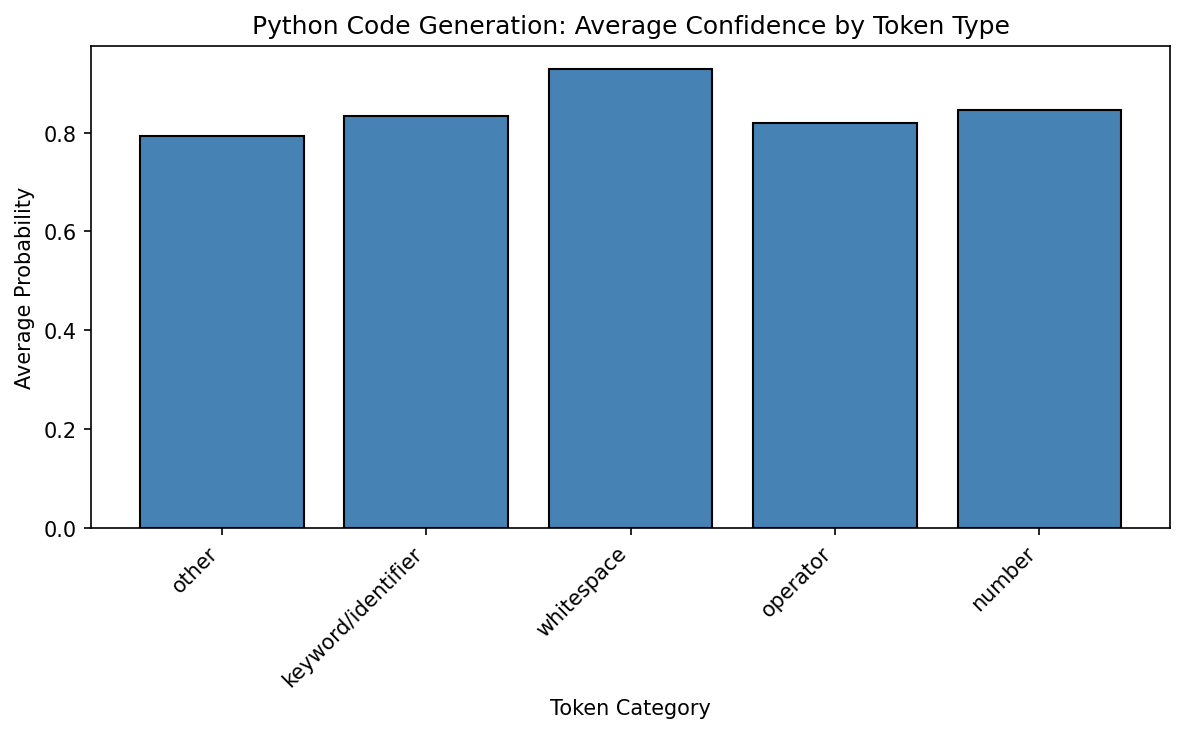 Python Code Generation: Average Confidence by Token Type
Average Probability
0.8
0.6
0.4
0.2
0.0
other
keyword/identifier
whitespace
operator
number
Token Category